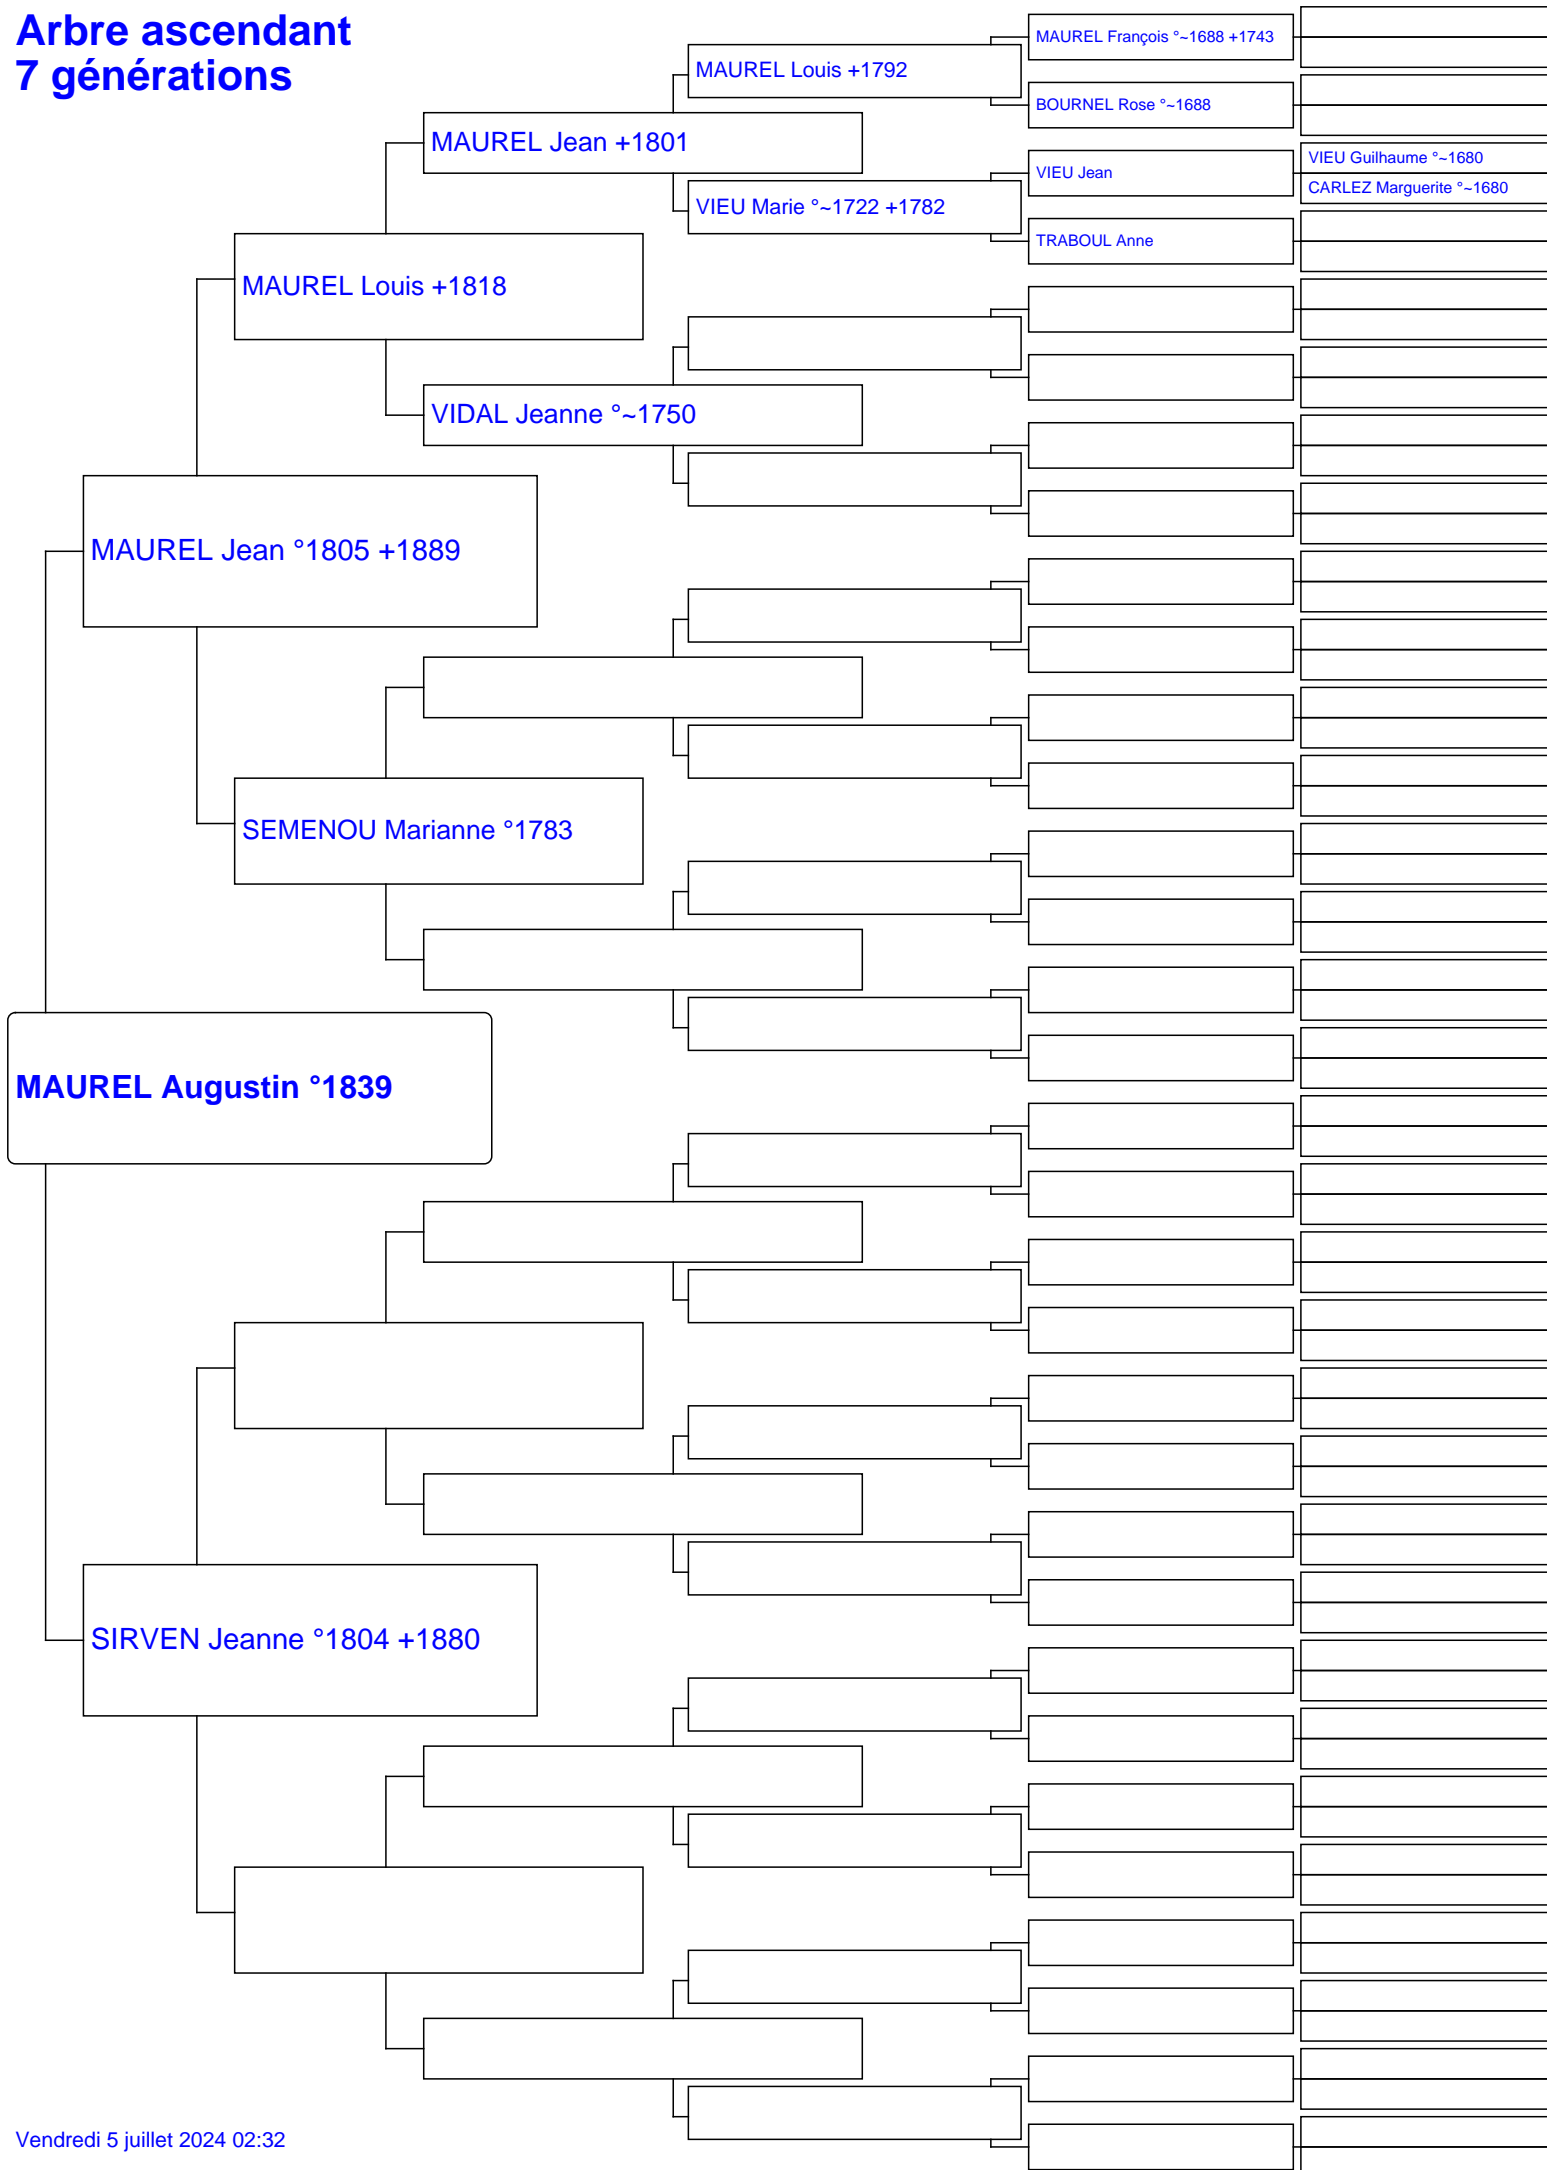 Arbre ascendant
7 générations
MAUREL François °~1688 +1743
MAUREL Louis +1792
BOURNEL Rose °~1688
MAUREL Jean +1801
VIEU Guilhaume °~1680
VIEU Jean
CARLEZ Marguerite °~1680
VIEU Marie °~1722 +1782
TRABOUL Anne
MAUREL Louis +1818
VIDAL Jeanne °~1750
MAUREL Jean °1805 +1889
SEMENOU Marianne °1783
MAUREL Augustin °1839
SIRVEN Jeanne °1804 +1880
Vendredi 5 juillet 2024 02:32